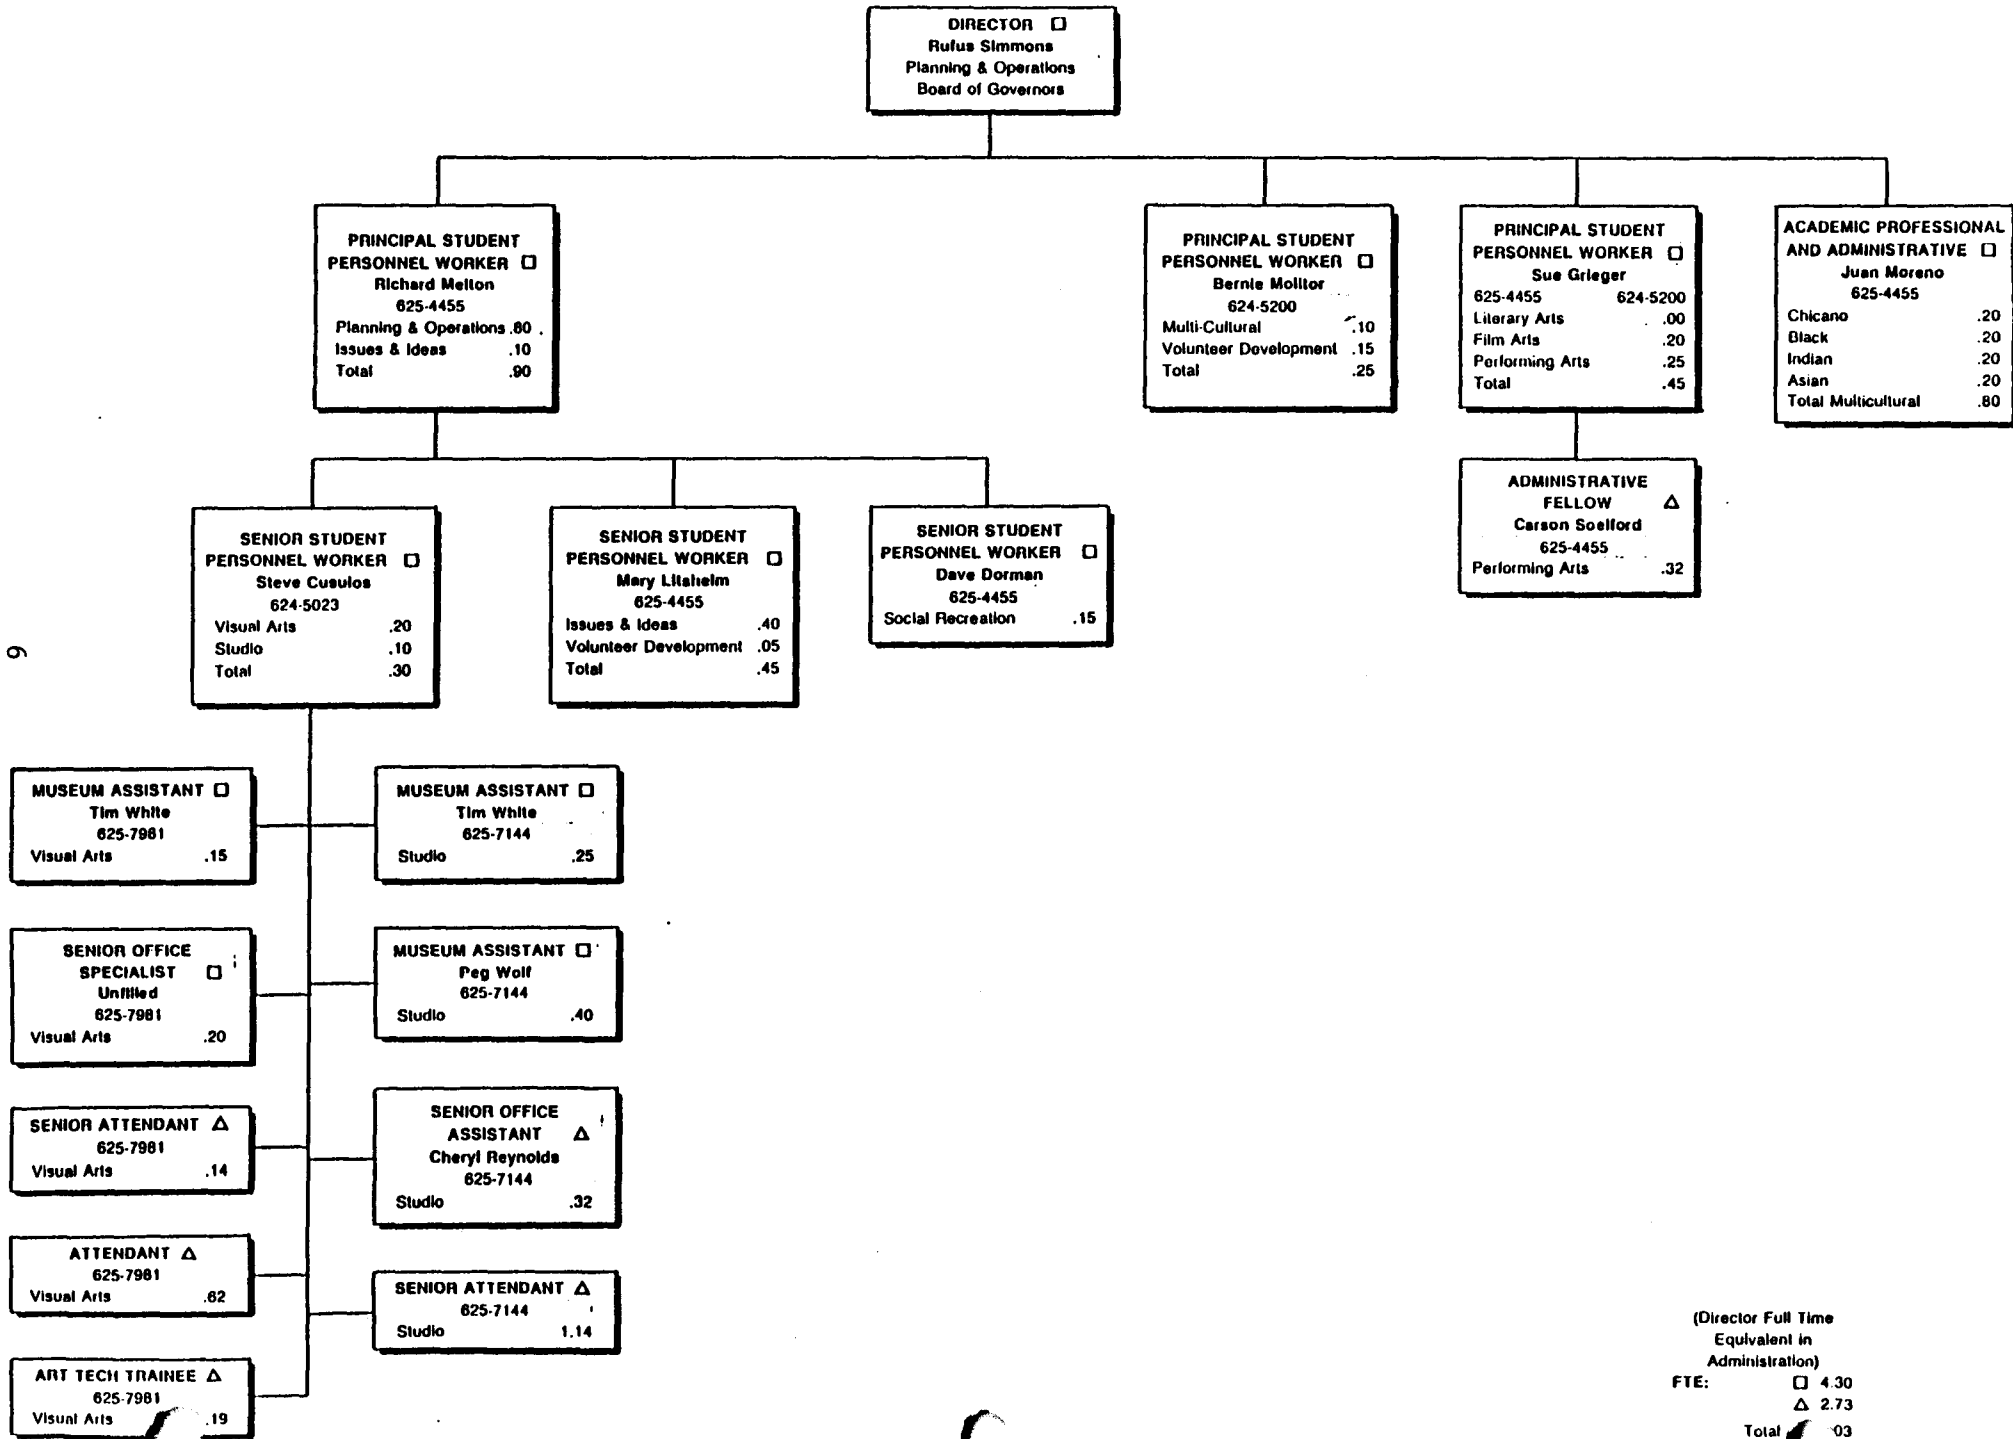 DIRECTOR □
Rufus Simmons
Planning & Operations
Board of Governors
PRINCIPAL STUDENT
PERSONNEL WORKER □
Richard Melton
625-4455
Planning & Operations .80
Issues & Ideas .10
Total .90
PRINCIPAL STUDENT
PERSONNEL WORKER □
Bernie Molitor
624-5200
Multi-Cultural .10
Volunteer Development .15
Total .25
PRINCIPAL STUDENT
PERSONNEL WORKER □
Sue Grieger
625-4455 624-5200
Literary Arts .00
Film Arts .20
Performing Arts .25
Total .45
ACADEMIC PROFESSIONAL
AND ADMINISTRATIVE □
Juan Moreno
625-4455
Chicano .20
Black .20
Indian .20
Asian .20
Total Multicultural .80
ADMINISTRATIVE
FELLOW △
Carson Soelford
625-4455
Performing Arts .32
SENIOR STUDENT
PERSONNEL WORKER □
Steve Cusulos
624-5023
Visual Arts .20
Studio .10
Total .30
SENIOR STUDENT
PERSONNEL WORKER □
Mary Litsheim
625-4455
Issues & Ideas .40
Volunteer Development .05
Total .45
SENIOR STUDENT
PERSONNEL WORKER □
Dave Dorman
625-4455
Social Recreation .15
9
MUSEUM ASSISTANT □
Tim White
625-7981
Visual Arts .15
MUSEUM ASSISTANT □
Tim White
625-7144
Studio .25
SENIOR OFFICE
SPECIALIST □
Unfilled
625-7981
Visual Arts .20
MUSEUM ASSISTANT □
Peg Wolf
625-7144
Studio .40
SENIOR ATTENDANT △
625-7981
Visual Arts .14
SENIOR OFFICE
ASSISTANT △
Cheryl Reynolds
625-7144
Studio .32
ATTENDANT △
625-7981
Visual Arts .62
SENIOR ATTENDANT △
625-7144
Studio 1.14
ART TECH TRAINEE △
625-7981
Visual Arts .19
(Director Full Time
Equivalent in
Administration)
FTE: □ 4.30
△ 2.73
Total 03